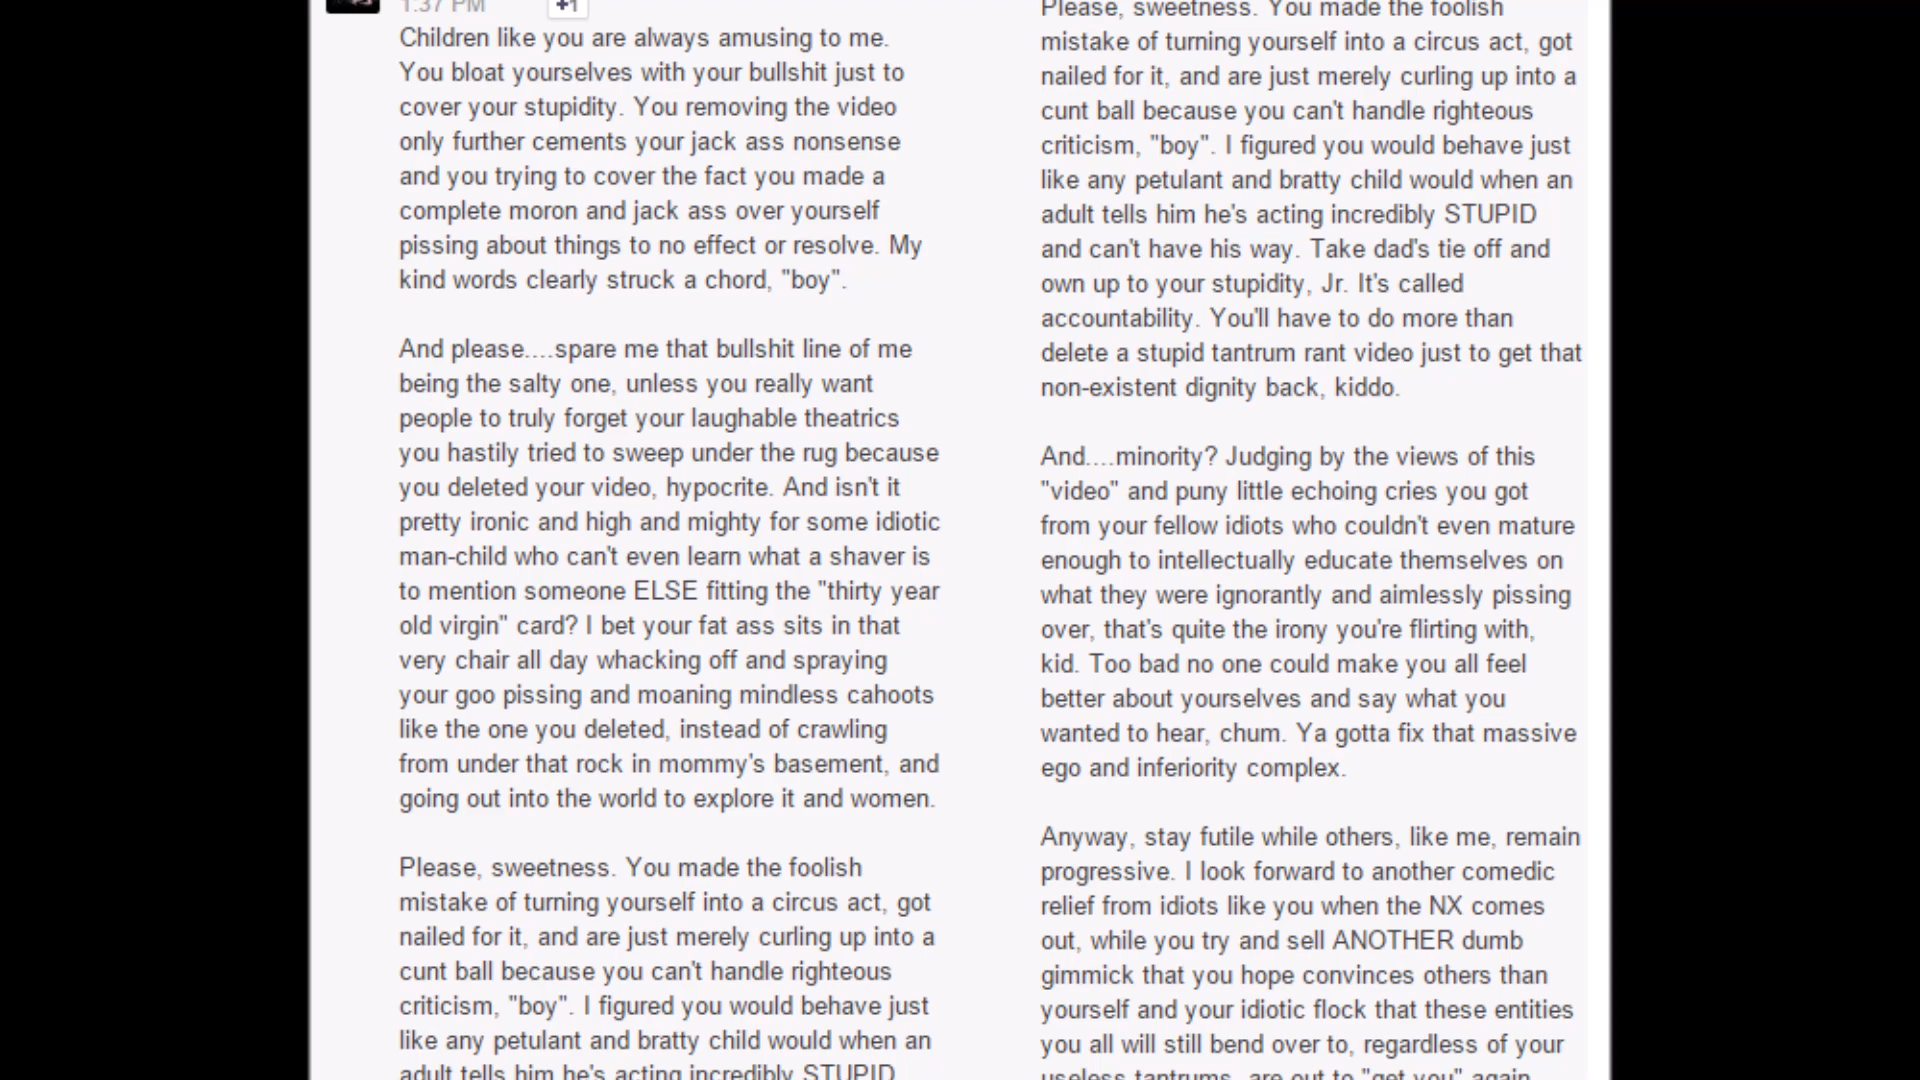 1:37 PM
+1
Children like you are always amusing to me.
You bloat yourselves with your bullshit just to
cover your stupidity. You removing the video
only further cements your jack ass nonsense
and you trying to cover the fact you made a
complete moron and jack ass over yourself
pissing about things to no effect or resolve. My
kind words clearly struck a chord, "boy".
And please....spare me that bullshit line of me
being the salty one, unless you really want
people to truly forget your laughable theatrics
you hastily tried to sweep under the rug because
you deleted your video, hypocrite. And isn't it
pretty ironic and high and mighty for some idiotic
man-child who can't even learn what a shaver is
to mention someone ELSE fitting the "thirty year
old virgin" card? I bet your fat ass sits in that
very chair all day whacking off and spraying
your goo pissing and moaning mindless cahoots
like the one you deleted, instead of crawling
from under that rock in mommy's basement, and
going out into the world to explore it and women.
Please, sweetness. You made the foolish
mistake of turning yourself into a circus act, got
nailed for it, and are just merely curling up into a
cunt ball because you can't handle righteous
criticism, "boy". I figured you would behave just
like any petulant and bratty child would when an
adult tells him he's acting incredibly STUPID
Please, sweetness. You made the foolish
mistake of turning yourself into a circus act, got
nailed for it, and are just merely curling up into a
cunt ball because you can't handle righteous
criticism, "boy". I figured you would behave just
like any petulant and bratty child would when an
adult tells him he's acting incredibly STUPID
and can't have his way. Take dad's tie off and
own up to your stupidity, Jr. It's called
accountability. You'll have to do more than
delete a stupid tantrum rant video just to get that
non-existent dignity back, kiddo.
And....minority? Judging by the views of this
"video" and puny little echoing cries you got
from your fellow idiots who couldn't even mature
enough to intellectually educate themselves on
what they were ignorantly and aimlessly pissing
over, that's quite the irony you're flirting with,
kid. Too bad no one could make you all feel
better about yourselves and say what you
wanted to hear, chum. Ya gotta fix that massive
ego and inferiority complex.
Anyway, stay futile while others, like me, remain
progressive. I look forward to another comedic
relief from idiots like you when the NX comes
out, while you try and sell ANOTHER dumb
gimmick that you hope convinces others than
yourself and your idiotic flock that these entities
you all will still bend over to, regardless of your
useless tantrums, are out to "get you" again.